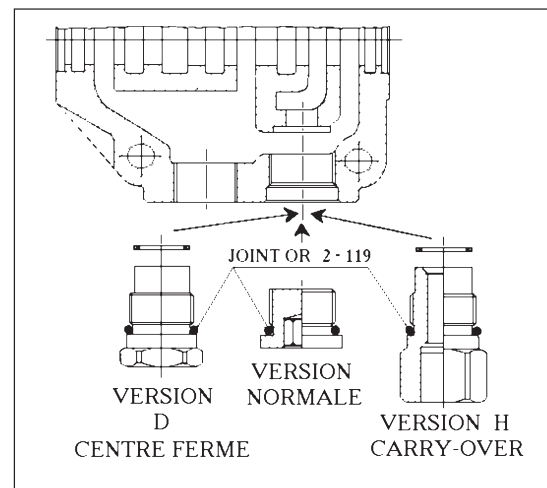 JOINT OR 2-119
VERSION
D
CENTRE FERME
VERSION
NORMALE
VERSION H
CARRY-OVER